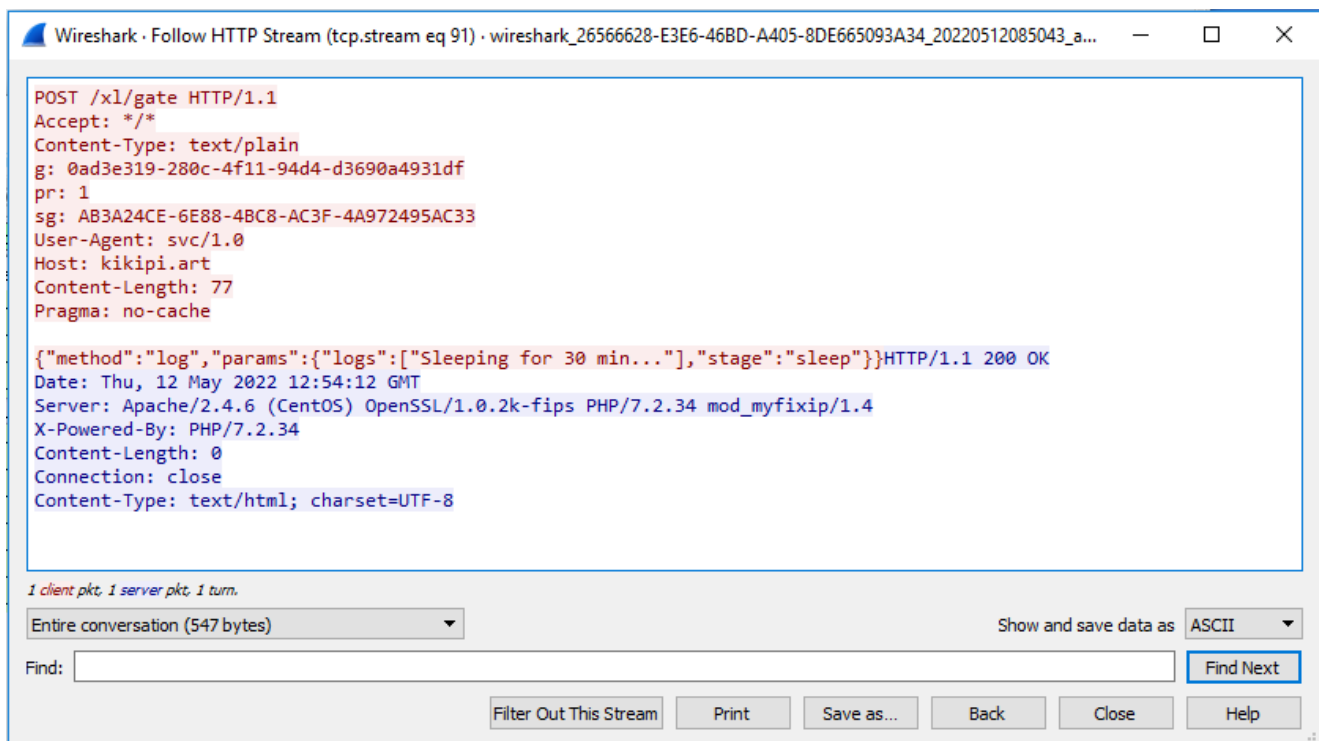 Wireshark · Follow HTTP Stream (tcp.stream eq 91) · wireshark_26566628-E3E6-46BD-A405-8DE665093A34_20220512085043_a...
POST /xl/gate HTTP/1.1
Accept: */*
Content-Type: text/plain
g: 0ad3e319-280c-4f11-94d4-d3690a4931df
pr: 1
sg: AB3A24CE-6E88-4BC8-AC3F-4A972495AC33
User-Agent: svc/1.0
Host: kikipi.art
Content-Length: 77
Pragma: no-cache
{"method":"log","params":{"logs":["Sleeping for 30 min..."],"stage":"sleep"}}HTTP/1.1 200 OK
Date: Thu, 12 May 2022 12:54:12 GMT
Server: Apache/2.4.6 (CentOS) OpenSSL/1.0.2k-fips PHP/7.2.34 mod_myfixip/1.4
X-Powered-By: PHP/7.2.34
Content-Length: 0
Connection: close
Content-Type: text/html; charset=UTF-8
1 client pkt, 1 server pkt, 1 turn.
Entire conversation (547 bytes)
Show and save data as ASCII
Find:
Find Next
Filter Out This Stream
Print
Save as...
Back
Close
Help